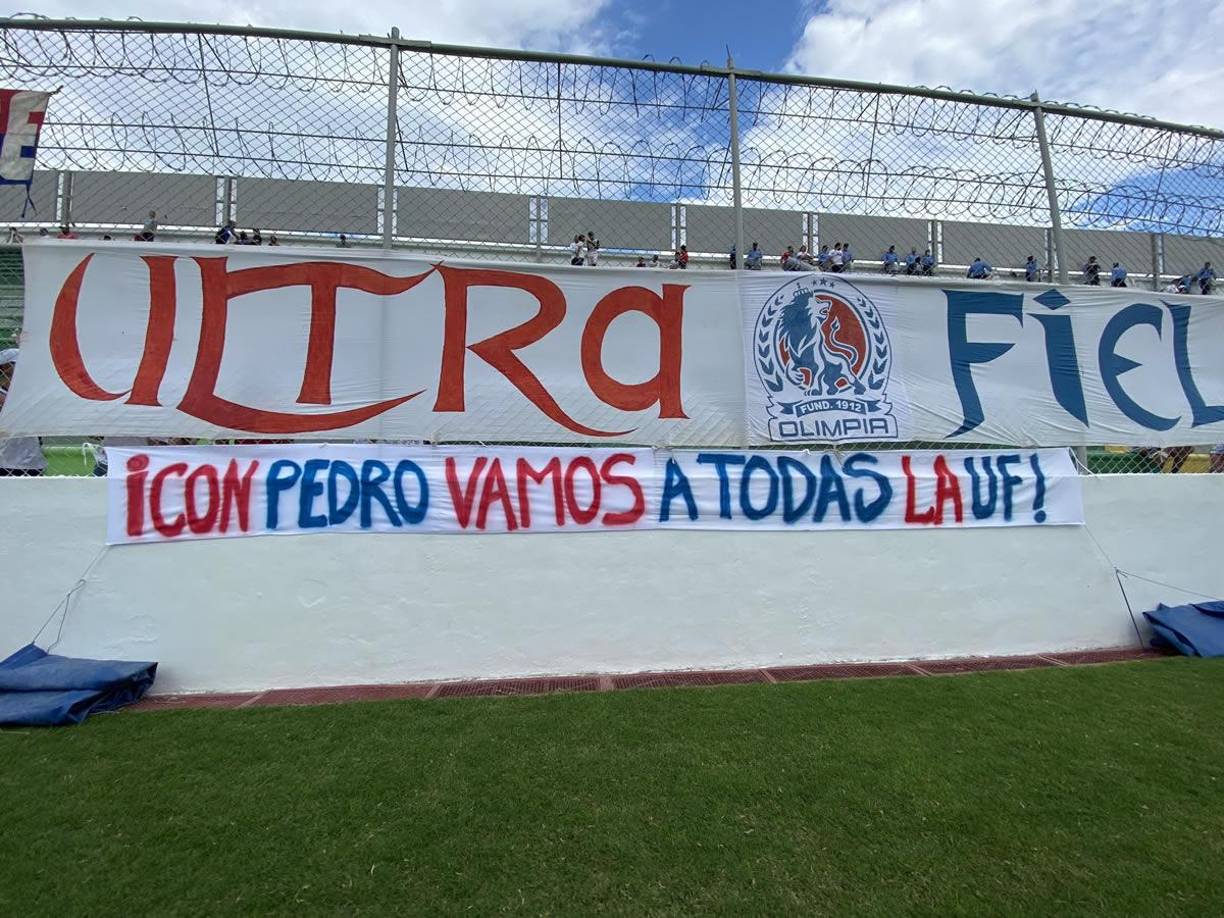 ULTRA FIEL
FUND. 1912
OLIMPIA
¡CON PEDRO VAMOS A TODAS LA UF!